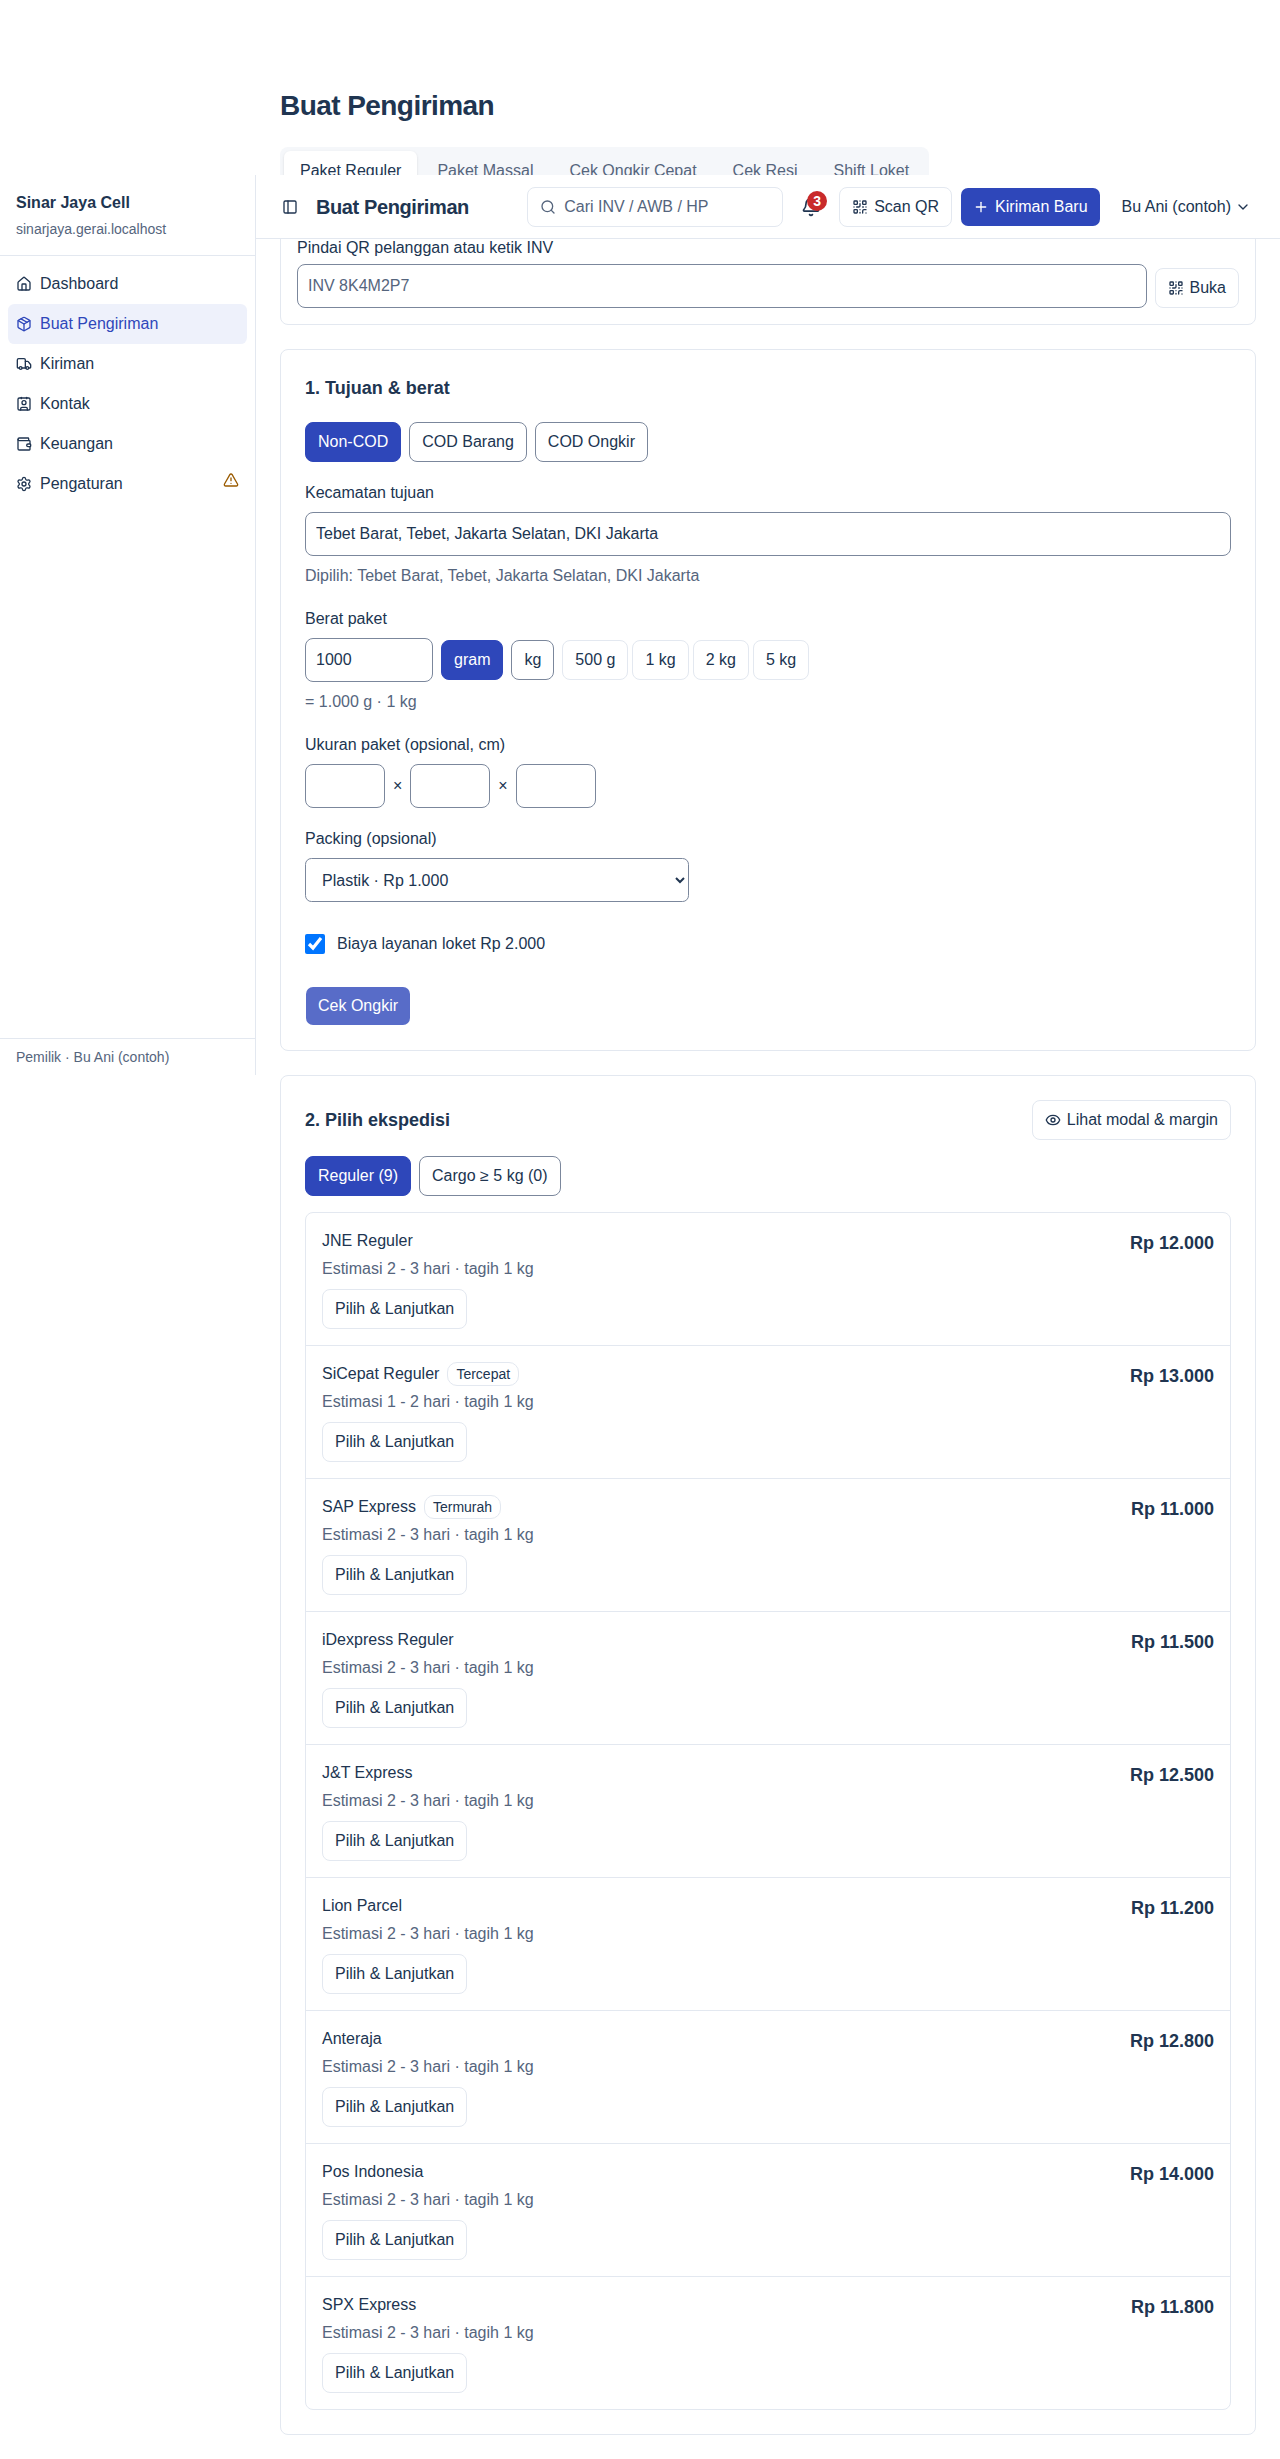 Buat Pengiriman
Paket Reguler Paket Massal Cek Ongkir Cepat Cek Resi Shift Loket
Sinar Jaya Cell
sinarjaya.gerai.localhost
Buat Pengiriman
Cari INV / AWB / HP
3
Scan QR
Kiriman Baru
Bu Ani (contoh)
Dashboard
Buat Pengiriman
Kiriman
Kontak
Keuangan
Pengaturan
Pemilik · Bu Ani (contoh)
Pindai QR pelanggan atau ketik INV
INV 8K4M2P7
Buka
1. Tujuan & berat
Non-COD COD Barang COD Ongkir
Kecamatan tujuan
Tebet Barat, Tebet, Jakarta Selatan, DKI Jakarta
Dipilih: Tebet Barat, Tebet, Jakarta Selatan, DKI Jakarta
Berat paket
1000 gram kg 500 g 1 kg 2 kg 5 kg
= 1.000 g · 1 kg
Ukuran paket (opsional, cm)
× ×
Packing (opsional)
Plastik · Rp 1.000
Biaya layanan loket Rp 2.000
Cek Ongkir
2. Pilih ekspedisi
Lihat modal & margin
Reguler (9) Cargo ≥ 5 kg (0)
JNE Reguler Rp 12.000
Estimasi 2 - 3 hari · tagih 1 kg
Pilih & Lanjutkan
SiCepat Reguler Tercepat Rp 13.000
Estimasi 1 - 2 hari · tagih 1 kg
Pilih & Lanjutkan
SAP Express Termurah Rp 11.000
Estimasi 2 - 3 hari · tagih 1 kg
Pilih & Lanjutkan
iDexpress Reguler Rp 11.500
Estimasi 2 - 3 hari · tagih 1 kg
Pilih & Lanjutkan
J&T Express Rp 12.500
Estimasi 2 - 3 hari · tagih 1 kg
Pilih & Lanjutkan
Lion Parcel Rp 11.200
Estimasi 2 - 3 hari · tagih 1 kg
Pilih & Lanjutkan
Anteraja Rp 12.800
Estimasi 2 - 3 hari · tagih 1 kg
Pilih & Lanjutkan
Pos Indonesia Rp 14.000
Estimasi 2 - 3 hari · tagih 1 kg
Pilih & Lanjutkan
SPX Express Rp 11.800
Estimasi 2 - 3 hari · tagih 1 kg
Pilih & Lanjutkan